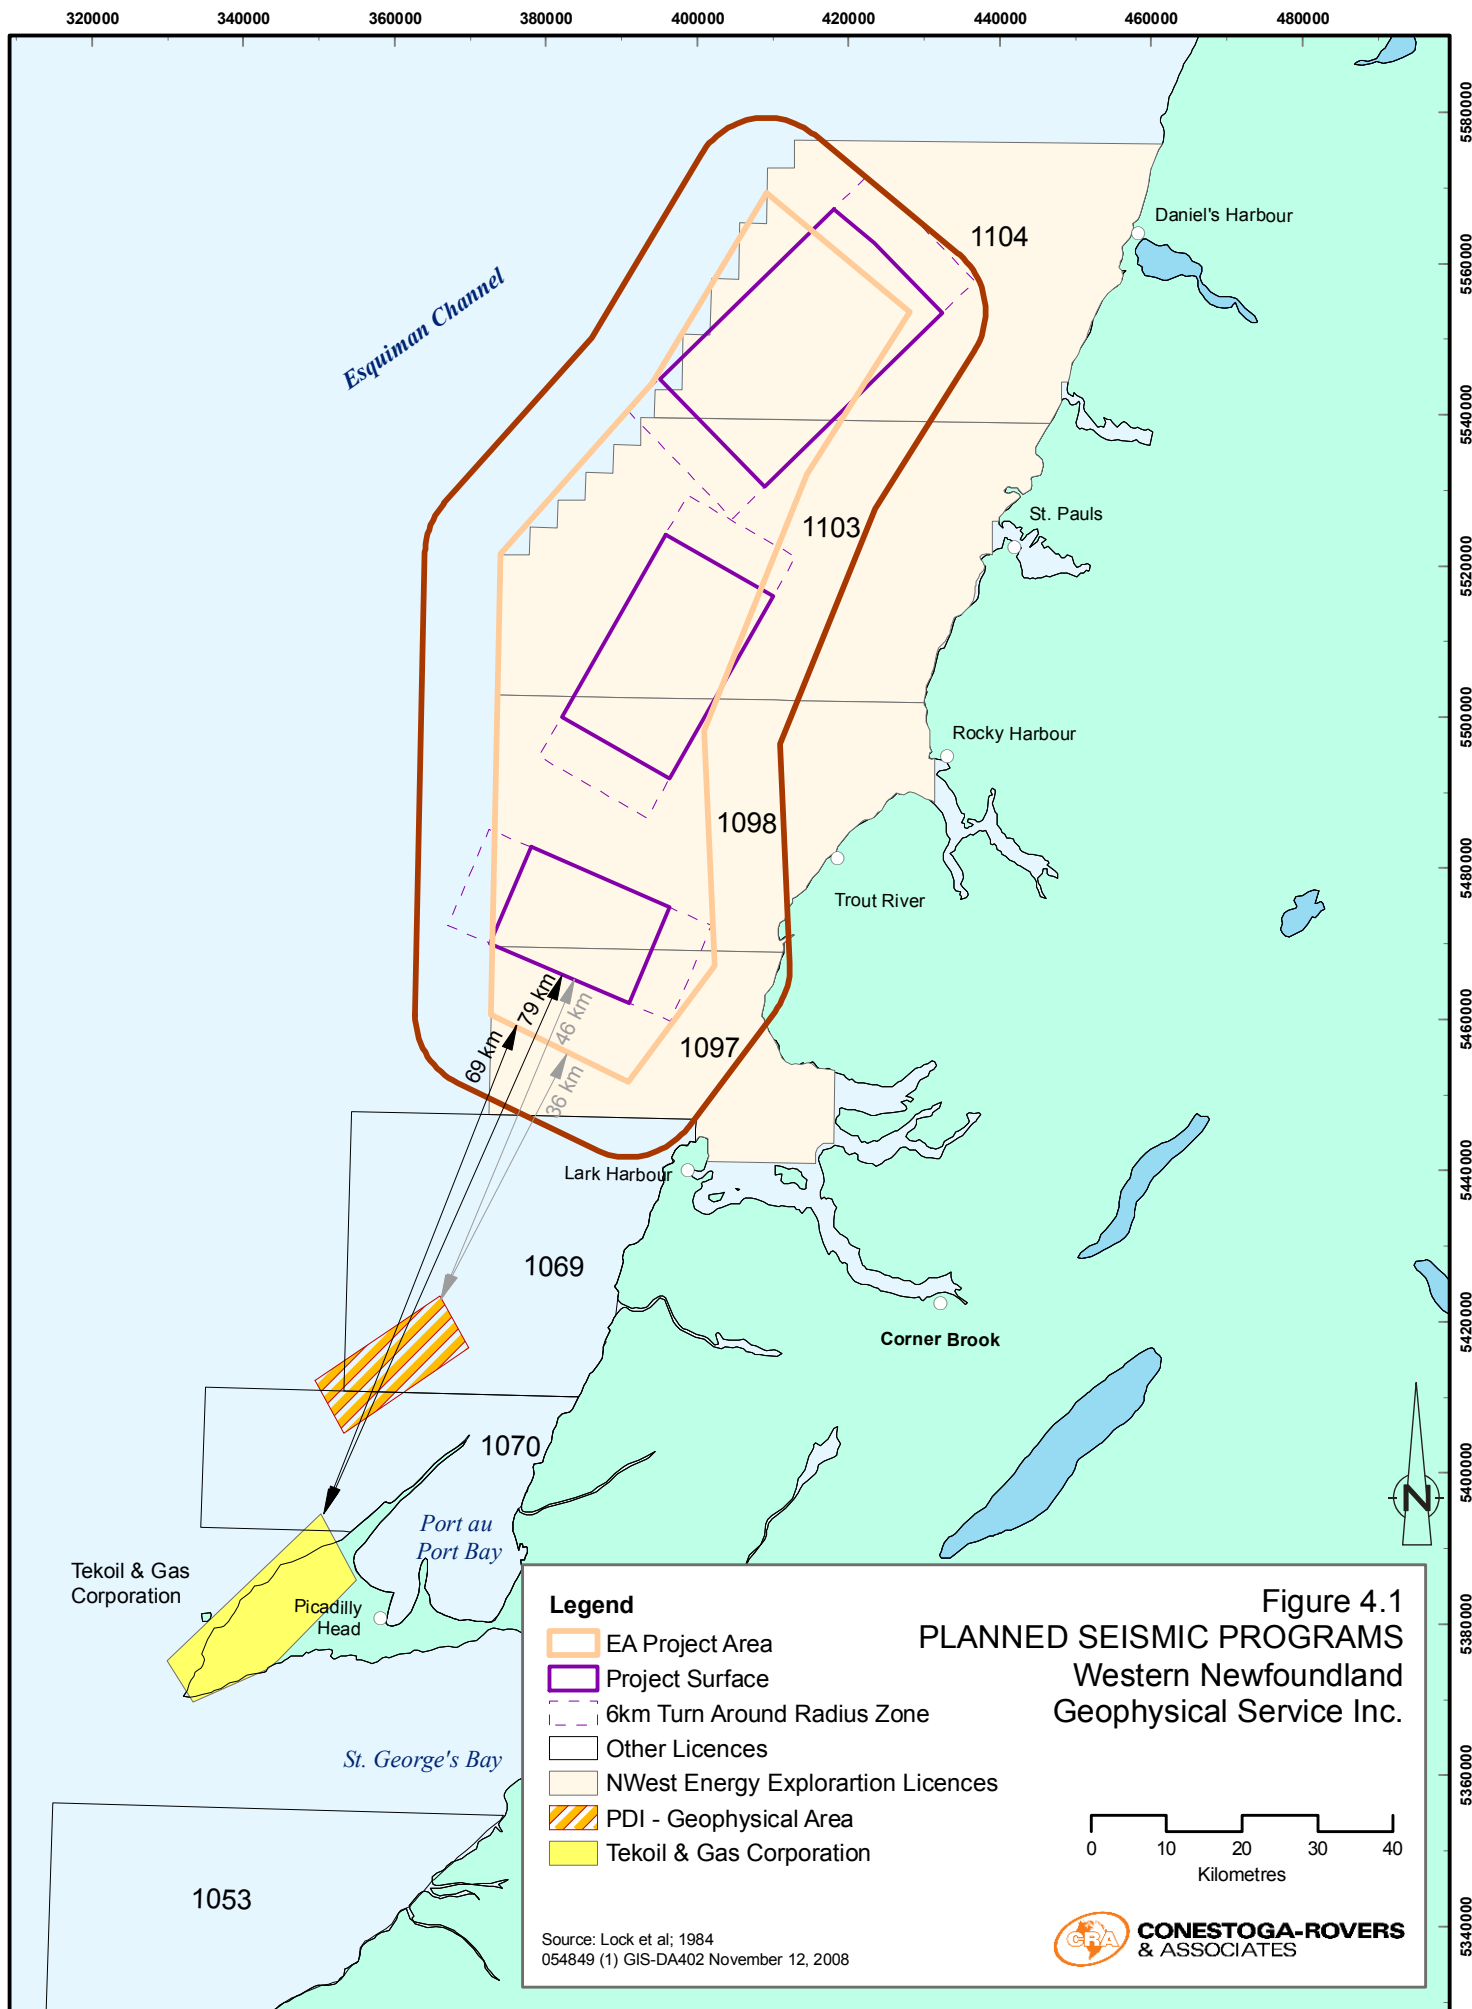 320000 340000 360000 380000 400000 420000 440000 460000 480000
5580000
5560000
5540000
5520000
5500000
5480000
5460000
5440000
5420000
5400000
5380000
5360000
5340000
Daniel's Harbour
1104
Esquiman Channel
St. Pauls
1103
Rocky Harbour
1098
Trout River
79 km
46 km
69 km
36 km
1097
Lark Harbour
1069
Corner Brook
1070
Port au
Port Bay
N
Tekoil & Gas
Corporation
Picadilly
Head
St. George's Bay
1053
Legend
EA Project Area
Project Surface
6km Turn Around Radius Zone
Other Licences
NWest Energy Explorartion Licences
PDI - Geophysical Area
Tekoil & Gas Corporation
Figure 4.1
PLANNED SEISMIC PROGRAMS
Western Newfoundland
Geophysical Service Inc.
0 10 20 30 40
Kilometres
Source: Lock et al; 1984
054849 (1) GIS-DA402 November 12, 2008
CRA
CONESTOGA-ROVERS
& ASSOCIATES